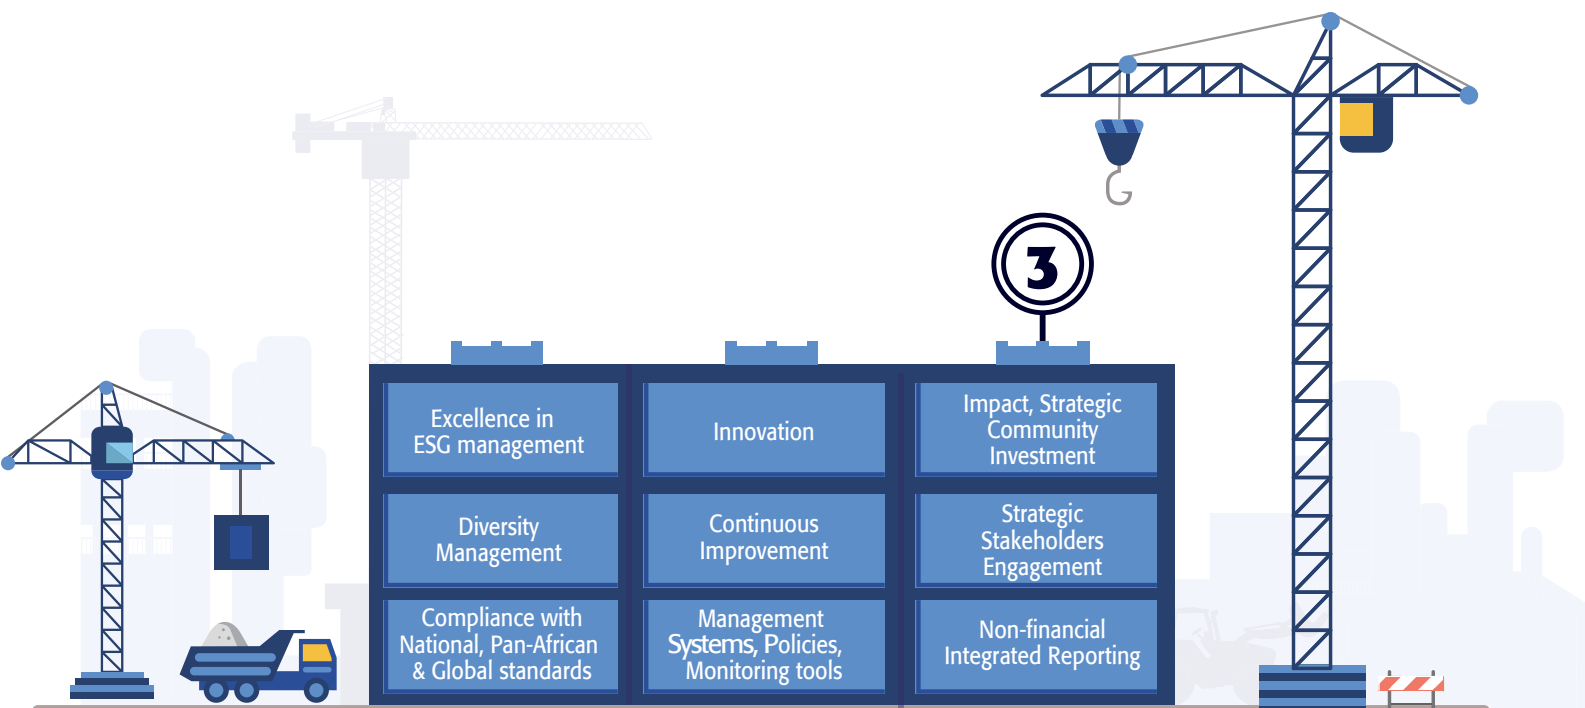 3
Excellence in
ESG management
Innovation
Impact, Strategic
Community
Investment
Diversity
Management
Continuous
Improvement
Strategic
Stakeholders
Engagement
Compliance with
National, Pan-African
& Global standards
Management
Systems, Policies,
Monitoring tools
Non-financial
Integrated Reporting